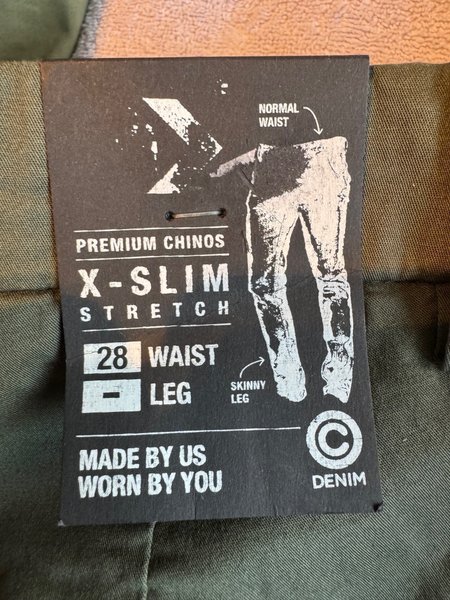 NORMAL
WAIST
PREMIUM CHINOS
X-SLIM
STRETCH
28 WAIST
- LEG
SKINNY
LEG
MADE BY US
WORN BY YOU
C
DENIM